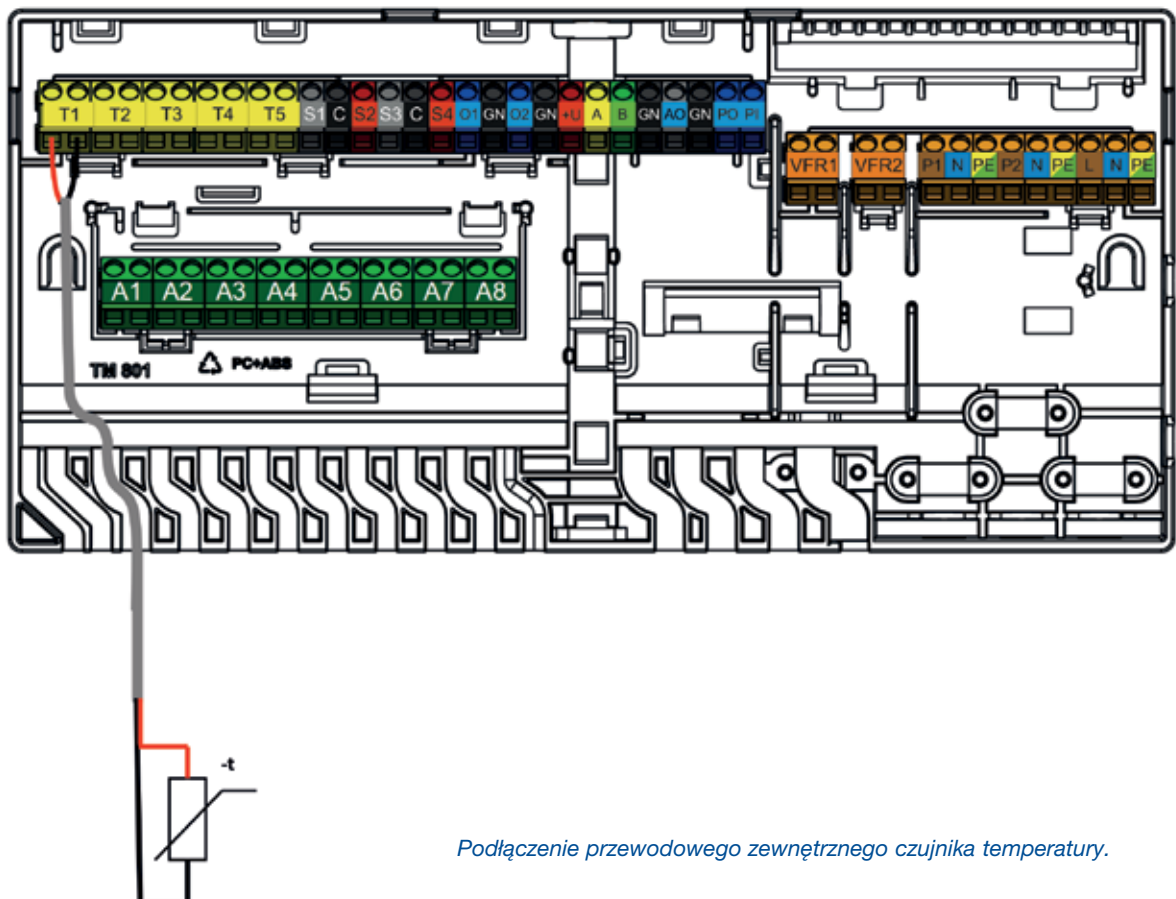 T1 T2 T3 T4 T5 S1 C S2 S3 C S4 O1 GN O2 GN +U A B GN AO GN PO PI
VFR1 VFR2 P1 N PE P2 N PE L N PE
A1 A2 A3 A4 A5 A6 A7 A8
TM 801 PC+ABS
-t
Podłączenie przewodowego zewnętrznego czujnika temperatury.